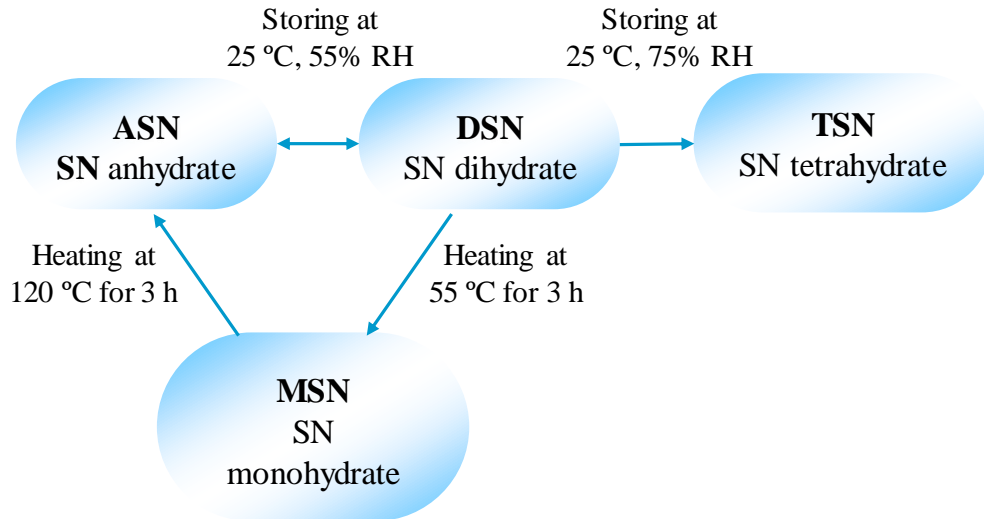 Storing at
25 ºC, 55% RH
Storing at
25 ºC, 75% RH
ASN
SN anhydrate
DSN
SN dihydrate
TSN
SN tetrahydrate
Heating at
120 ºC for 3 h
Heating at
55 ºC for 3 h
MSN
SN
monohydrate